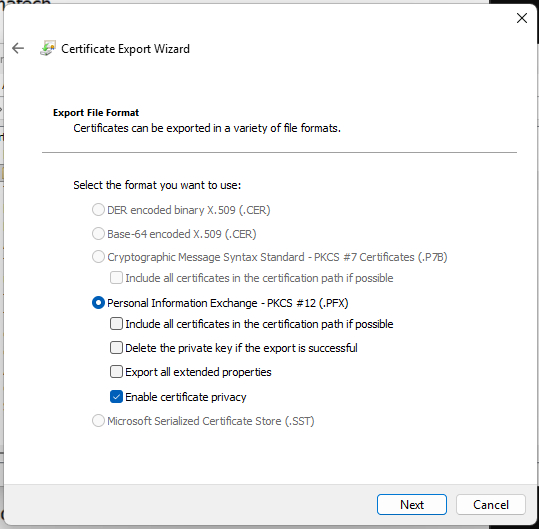 Certificate Export Wizard
Export File Format
Certificates can be exported in a variety of file formats.
Select the format you want to use:
DER encoded binary X.509 (.CER)
Base-64 encoded X.509 (.CER)
Cryptographic Message Syntax Standard - PKCS #7 Certificates (.P7B)
Include all certificates in the certification path if possible
Personal Information Exchange - PKCS #12 (.PFX)
Include all certificates in the certification path if possible
Delete the private key if the export is successful
Export all extended properties
Enable certificate privacy
Microsoft Serialized Certificate Store (.SST)
Next
Cancel